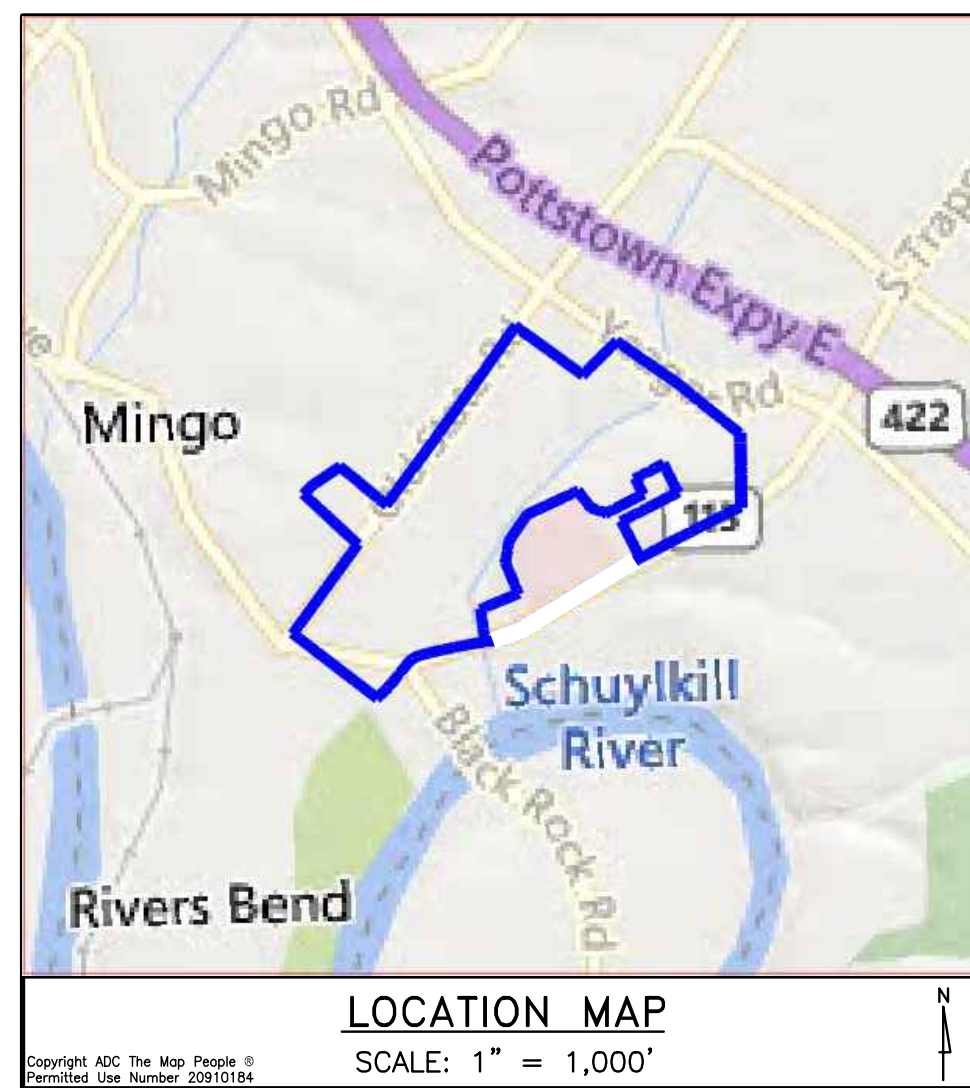 Mingo Rd
Pottstown Expy E
S Trap
Rd
422
Mingo
113
Schuylkill
River
Black Rock Rd
Rivers Bend
LOCATION MAP
SCALE: 1" = 1,000'
N
Copyright ADC The Map People ®
Permitted Use Number 20910184